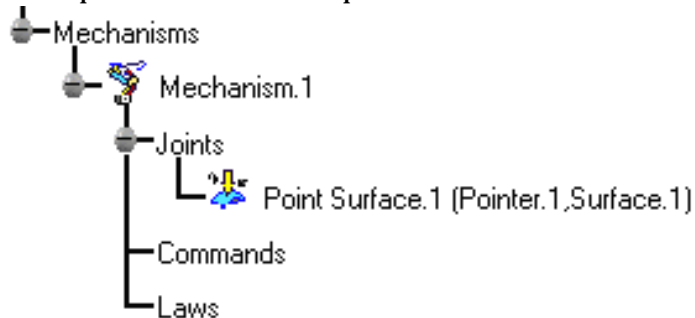 Mechanisms
Mechanism.1
Joints
Point Surface.1 (Pointer.1,Surface.1)
Commands
Laws